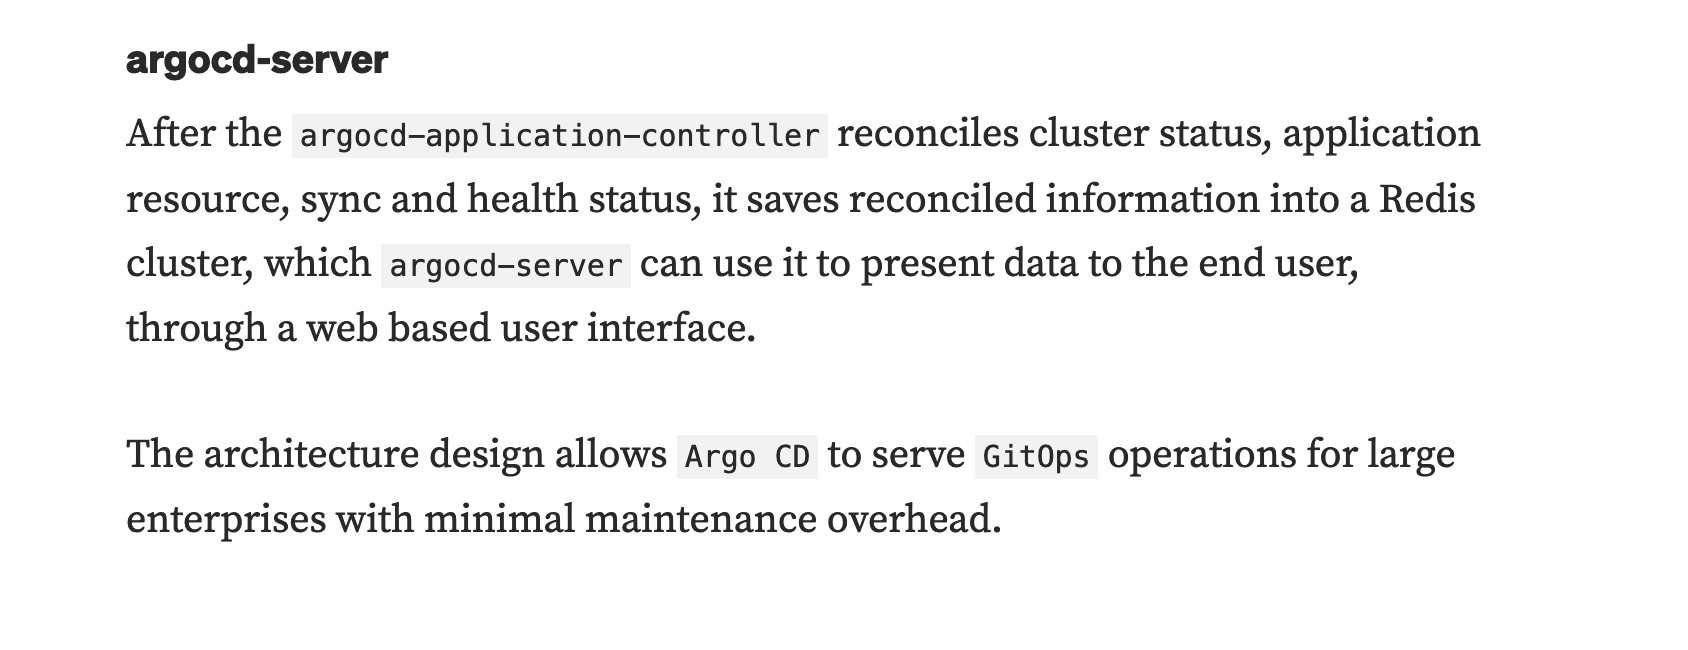 argocd-server
After the argocd-application-controller reconciles cluster status, application
resource, sync and health status, it saves reconciled information into a Redis
cluster, which argocd-server can use it to present data to the end user,
through a web based user interface.
The architecture design allows Argo CD to serve GitOps operations for large
enterprises with minimal maintenance overhead.